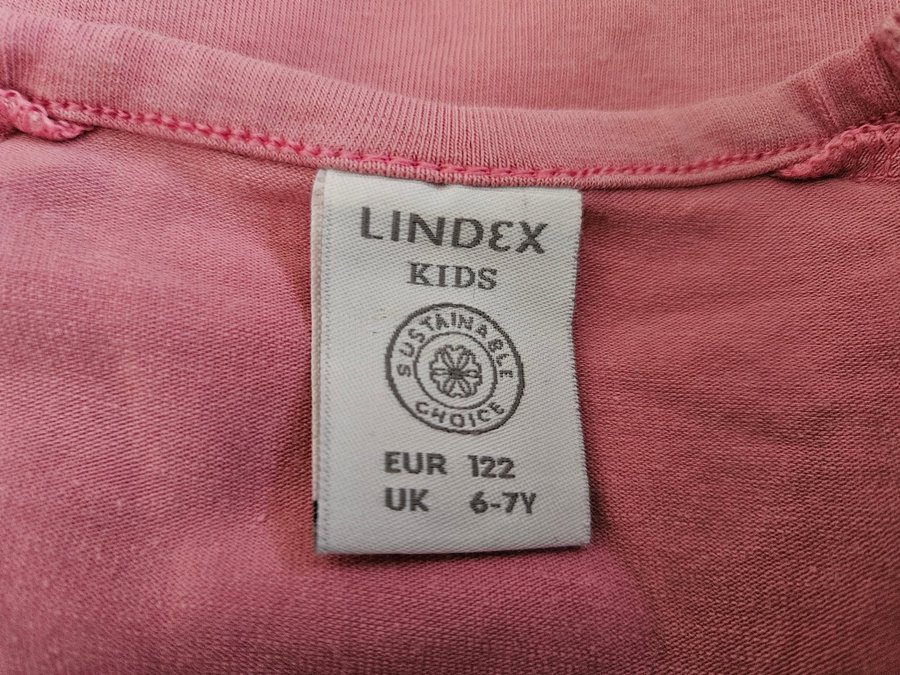 LINDEX
KIDS
SUSTAINABLE
CHOICE
EUR 122
UK 6-7Y